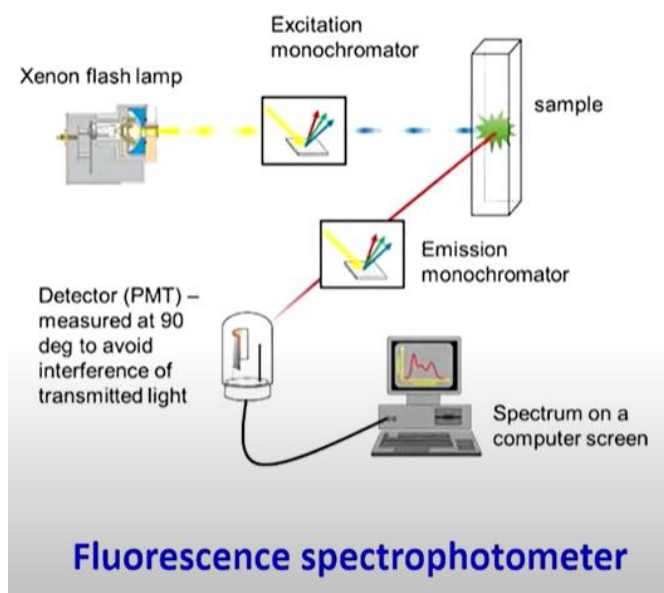 Excitation
monochromator
Xenon flash lamp
sample
Emission
monochromator
Detector (PMT) –
measured at 90
deg to avoid
interference of
transmitted light
Spectrum on a
computer screen
Fluorescence spectrophotometer